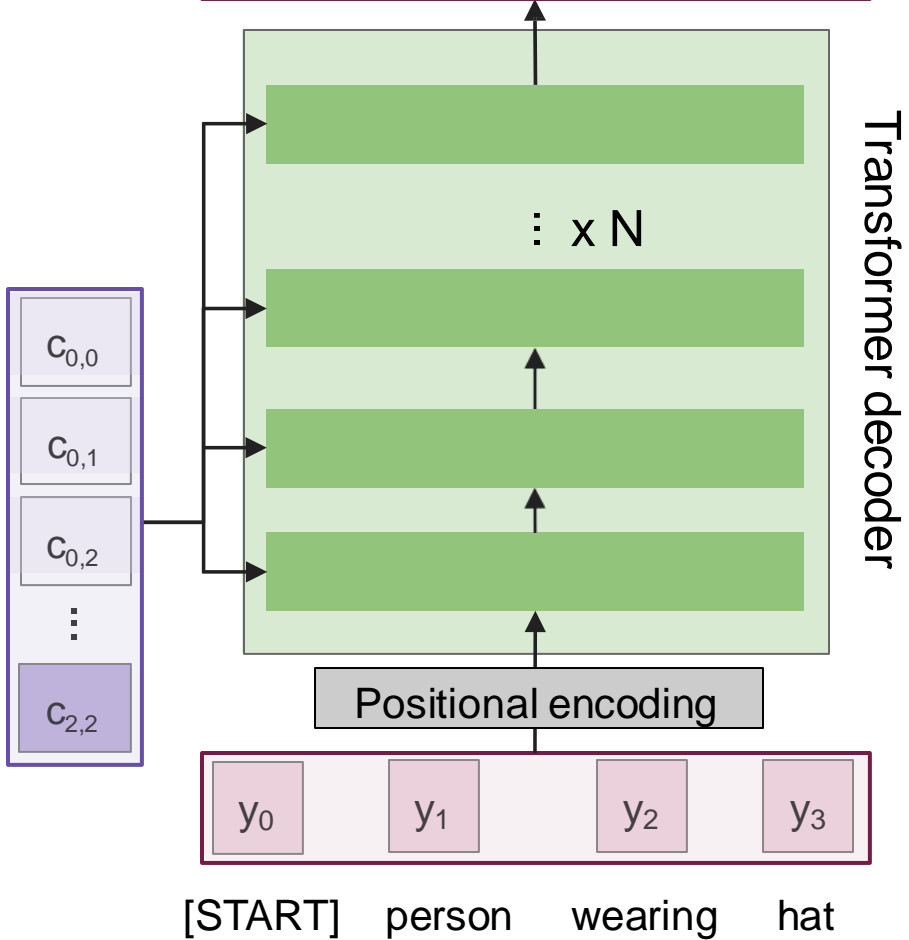 ⋮ x N
Transformer decoder
c0,0
c0,1
c0,2
⋮
c2,2
Positional encoding
y0 y1 y2 y3
[START] person wearing hat